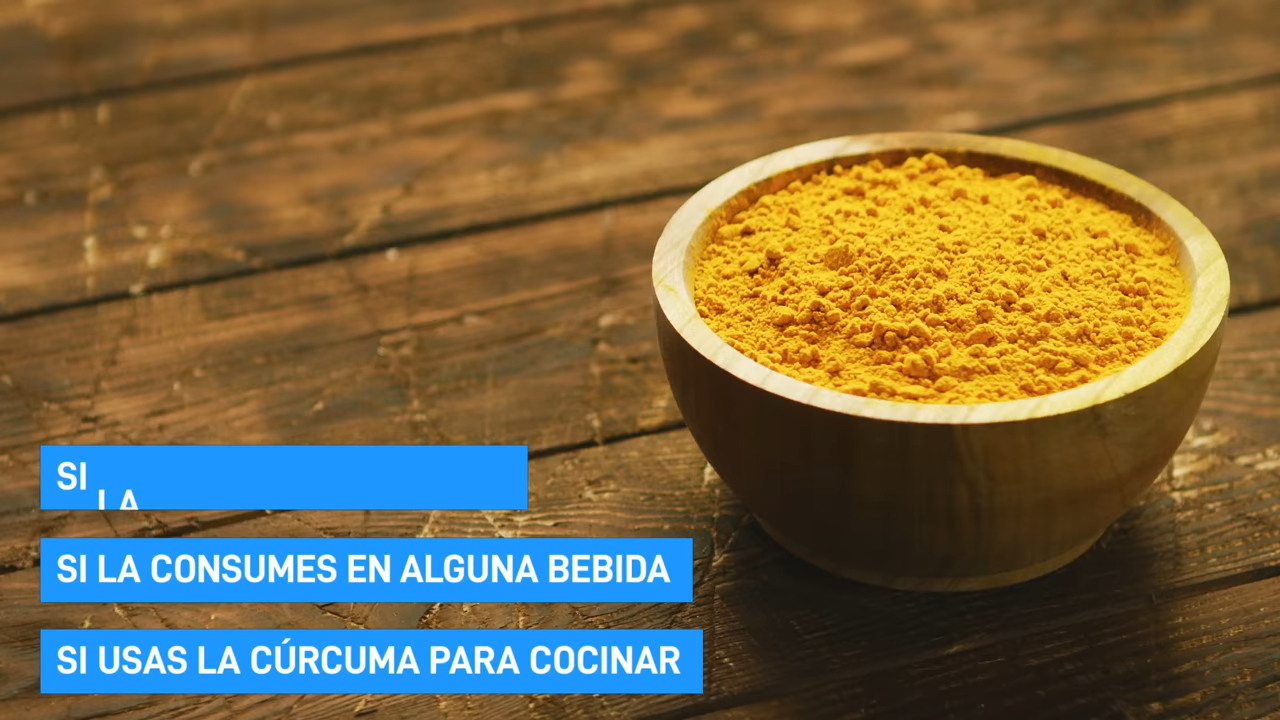 SI LA
SI LA CONSUMES EN ALGUNA BEBIDA
SI USAS LA CÚRCUMA PARA COCINAR